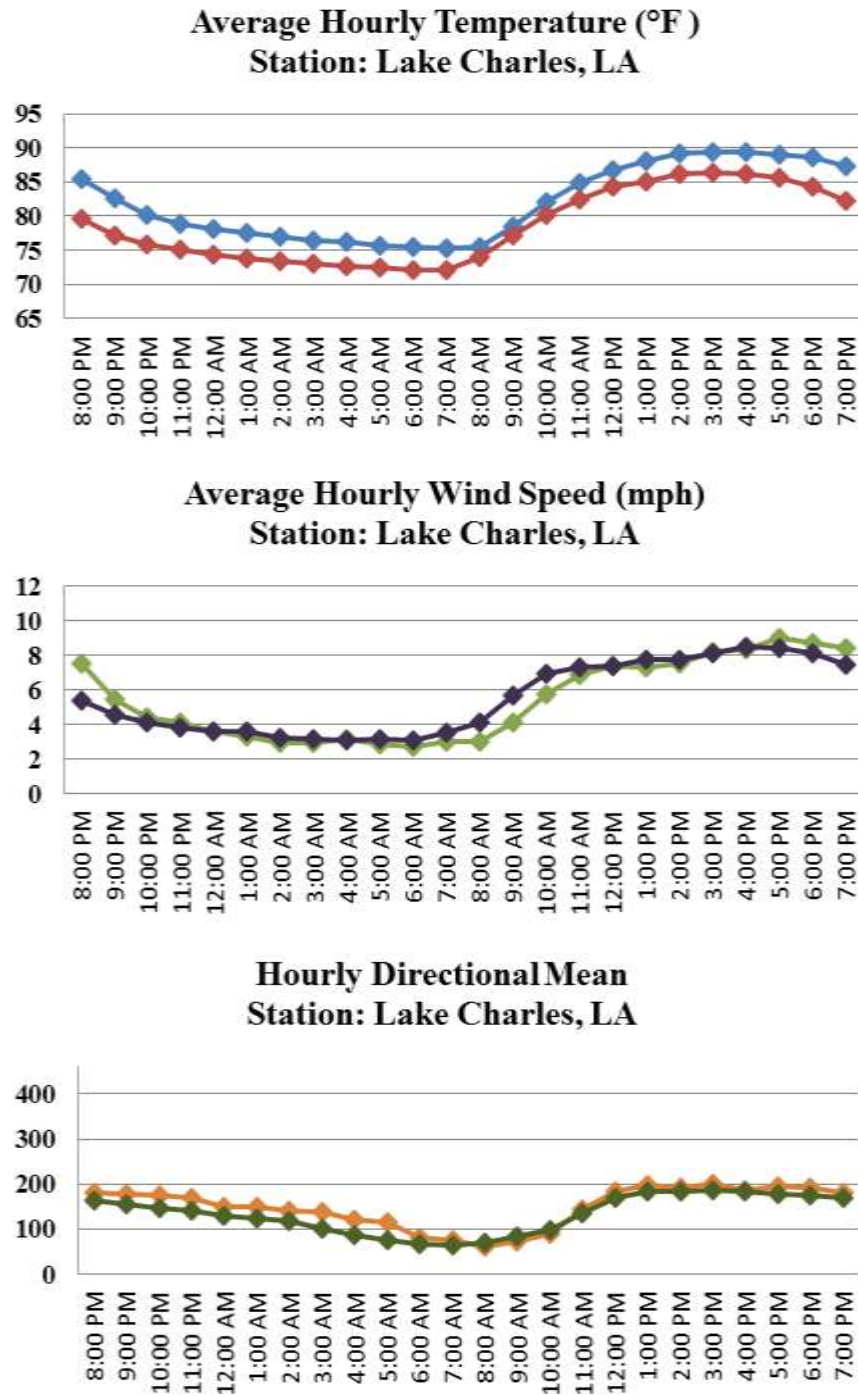 Average Hourly Temperature (°F )
Station: Lake Charles, LA
95
90
85
80
75
70
65
8:00 PM
9:00 PM
10:00 PM
11:00 PM
12:00 AM
1:00 AM
2:00 AM
3:00 AM
4:00 AM
5:00 AM
6:00 AM
7:00 AM
8:00 AM
9:00 AM
10:00 AM
11:00 AM
12:00 PM
1:00 PM
2:00 PM
3:00 PM
4:00 PM
5:00 PM
6:00 PM
7:00 PM
Average Hourly Wind Speed (mph)
Station: Lake Charles, LA
12
10
8
6
4
2
0
8:00 PM
9:00 PM
10:00 PM
11:00 PM
12:00 AM
1:00 AM
2:00 AM
3:00 AM
4:00 AM
5:00 AM
6:00 AM
7:00 AM
8:00 AM
9:00 AM
10:00 AM
11:00 AM
12:00 PM
1:00 PM
2:00 PM
3:00 PM
4:00 PM
5:00 PM
6:00 PM
7:00 PM
Hourly Directional Mean
Station: Lake Charles, LA
400
300
200
100
0
8:00 PM
9:00 PM
10:00 PM
11:00 PM
12:00 AM
1:00 AM
2:00 AM
3:00 AM
4:00 AM
5:00 AM
6:00 AM
7:00 AM
8:00 AM
9:00 AM
10:00 AM
11:00 AM
12:00 PM
1:00 PM
2:00 PM
3:00 PM
4:00 PM
5:00 PM
6:00 PM
7:00 PM